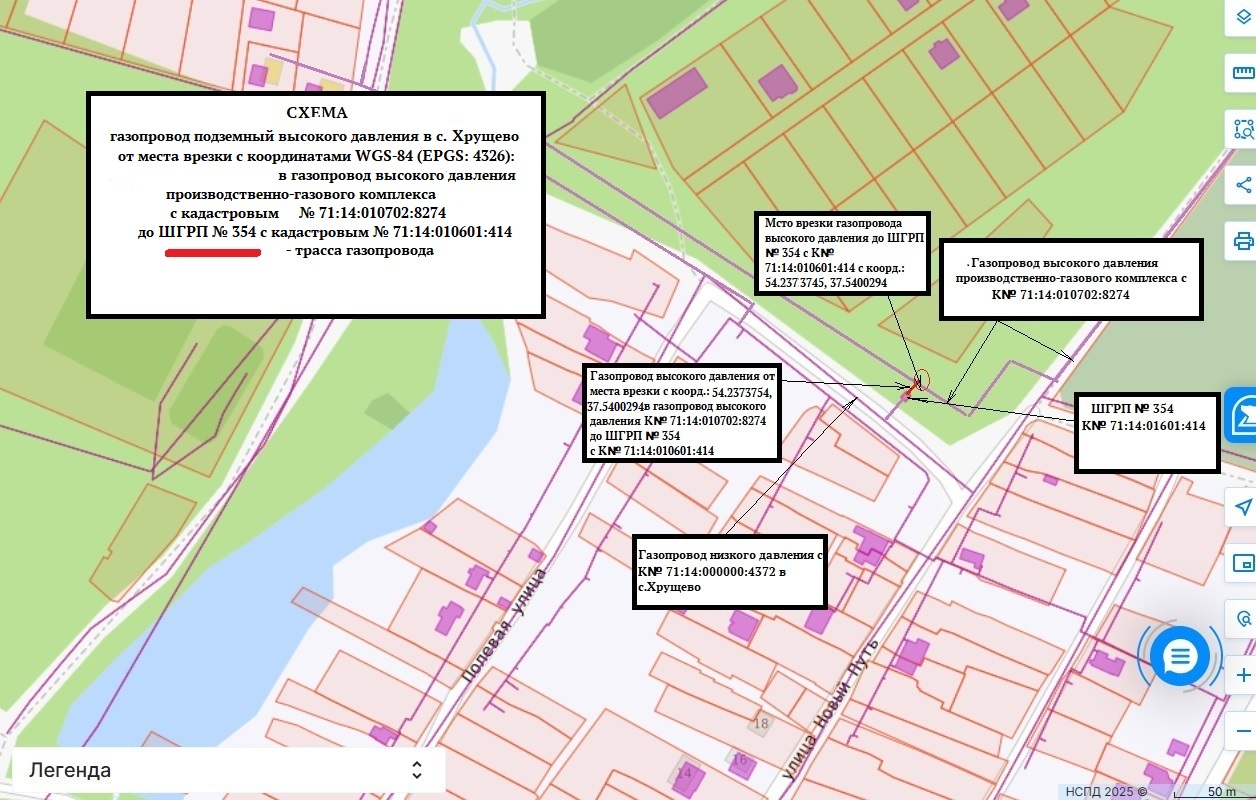 СХЕМА
газопровод подземный высокого давления в с. Хрущево
от места врезки с координатами WGS-84 (EPGS: 4326):
в газопровод высокого давления
производственно-газового комплекса
с кадастровым № 71:14:010702:8274
до ШГРП № 354 с кадастровым № 71:14:010601:414
- трасса газопровода
Мсто врезки газопровода
высокого давления до ШГРП
№ 354 с К№
71:14:010601:414 с коорд.:
54.2373745, 37.5400294
. Газопровод высокого давления
производственно-газового комплекса с
К№ 71:14:010702:8274
Газопровод высокого давления от
места врезки с коорд.: 54.2373754,
37.5400294в газопровод высокого
давления К№ 71:14:010702:8274
до ШГРП № 354
с К№ 71:14:010601:414
ШГРП № 354
К№ 71:14:01601:414
Газопровод низкого давления с
К№ 71:14:000000:4372 в
с.Хрущево
Полевая улица
улица Новый Путь
18
16
14
Легенда
НСПД 2025 ©
50 m